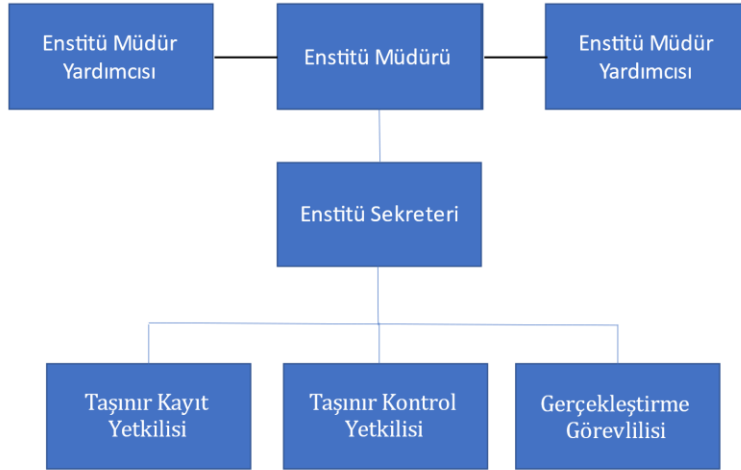 Enstitü Müdür
Yardımcısı
Enstitü Müdürü
Enstitü Müdür
Yardımcısı
Enstitü Sekreteri
Taşınır Kayıt
Yetkilisi
Taşınır Kontrol
Yetkilisi
Gerçekleştirme
Görevlilisi